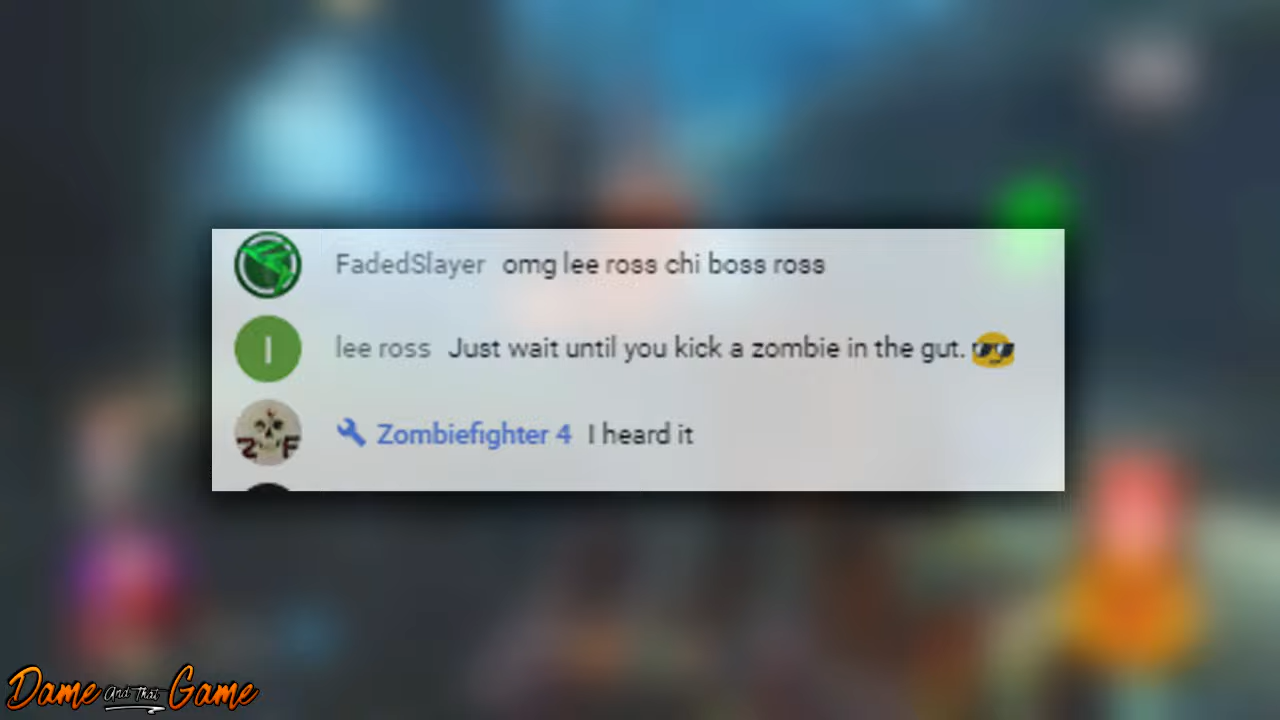 FadedSlayer omg lee ross chi boss ross
l
lee ross Just wait until you kick a zombie in the gut. 😎
Z F
Zombiefighter 4 I heard it
Dame And That Game